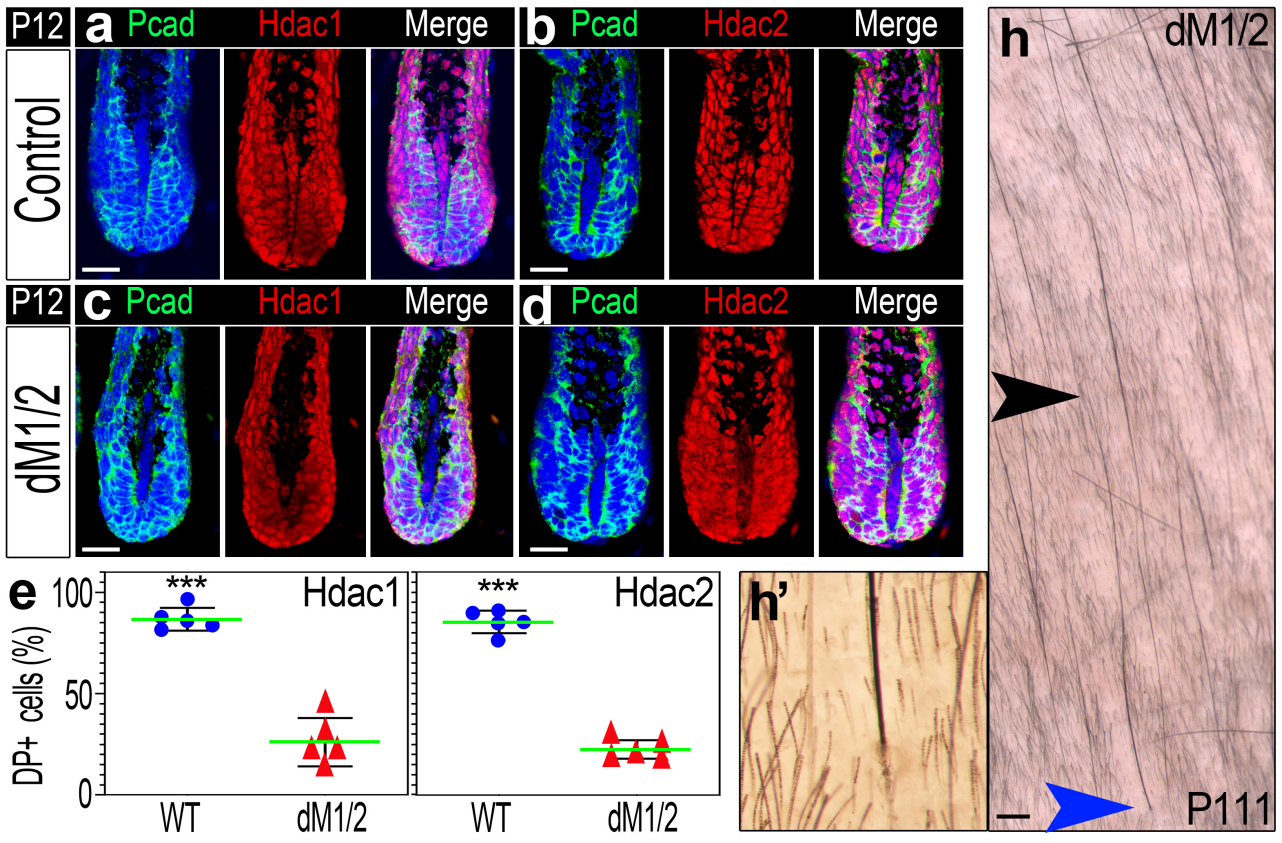 P12 a Pcad Hdac1 Merge b Pcad Hdac2 Merge
Control
P12 c Pcad Hdac1 Merge d Pcad Hdac2 Merge
dM1/2
e
DP+ cells (%)
100
50
0
*** Hdac1
WT dM1/2
*** Hdac2
WT dM1/2
h’
h dM1/2
P111